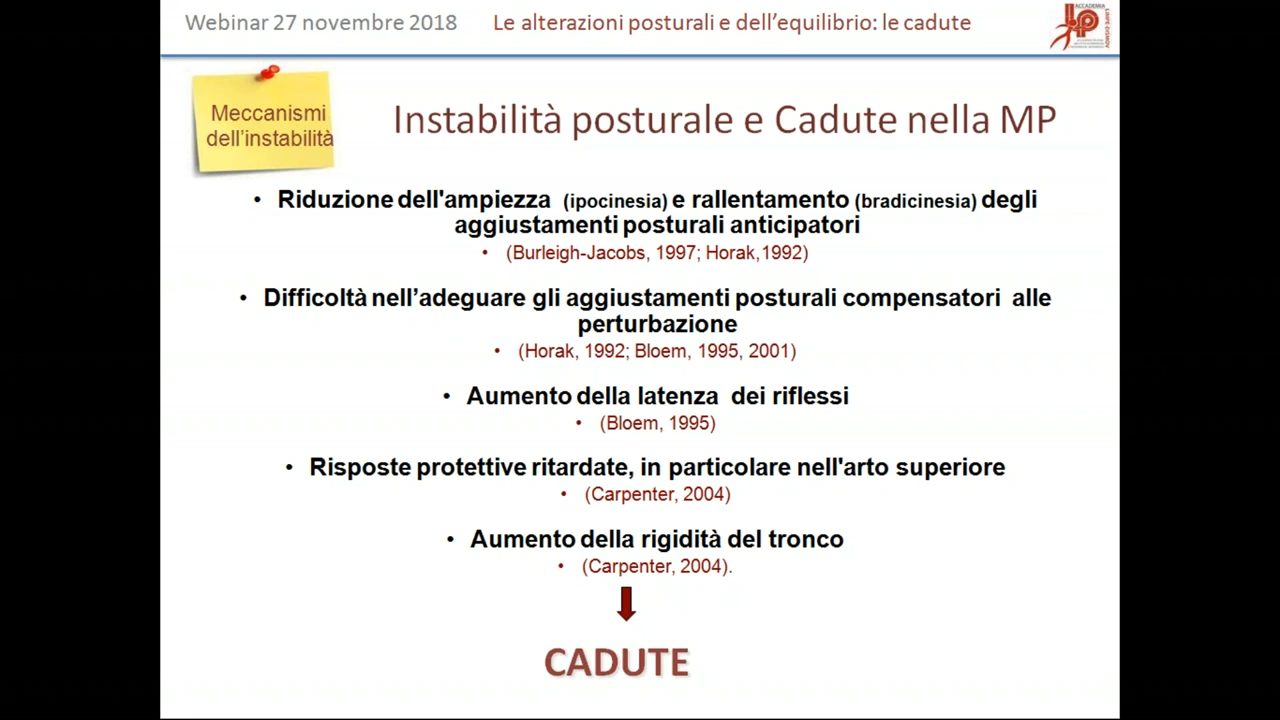 Webinar 27 novembre 2018 Le alterazioni posturali e dell’equilibrio: le cadute
ACCADEMIA
LIMPE-DISMOV
Meccanismi
dell’instabilità
Instabilità posturale e Cadute nella MP
• Riduzione dell'ampiezza (ipocinesia) e rallentamento (bradicinesia) degli
aggiustamenti posturali anticipatori
• (Burleigh-Jacobs, 1997; Horak,1992)
• Difficoltà nell’adeguare gli aggiustamenti posturali compensatori alle
perturbazione
• (Horak, 1992; Bloem, 1995, 2001)
• Aumento della latenza dei riflessi
• (Bloem, 1995)
• Risposte protettive ritardate, in particolare nell'arto superiore
• (Carpenter, 2004)
• Aumento della rigidità del tronco
• (Carpenter, 2004).
CADUTE